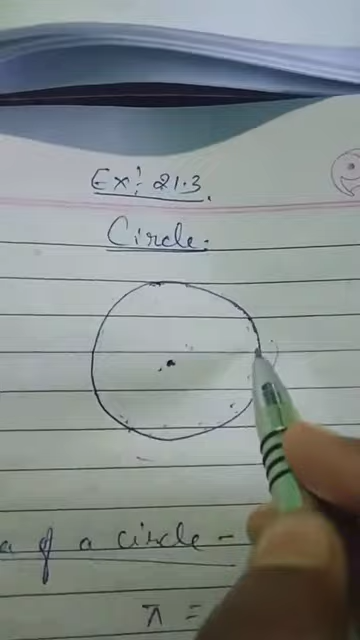 Ex: 21.3.
Circle:
a of a circle -
π =